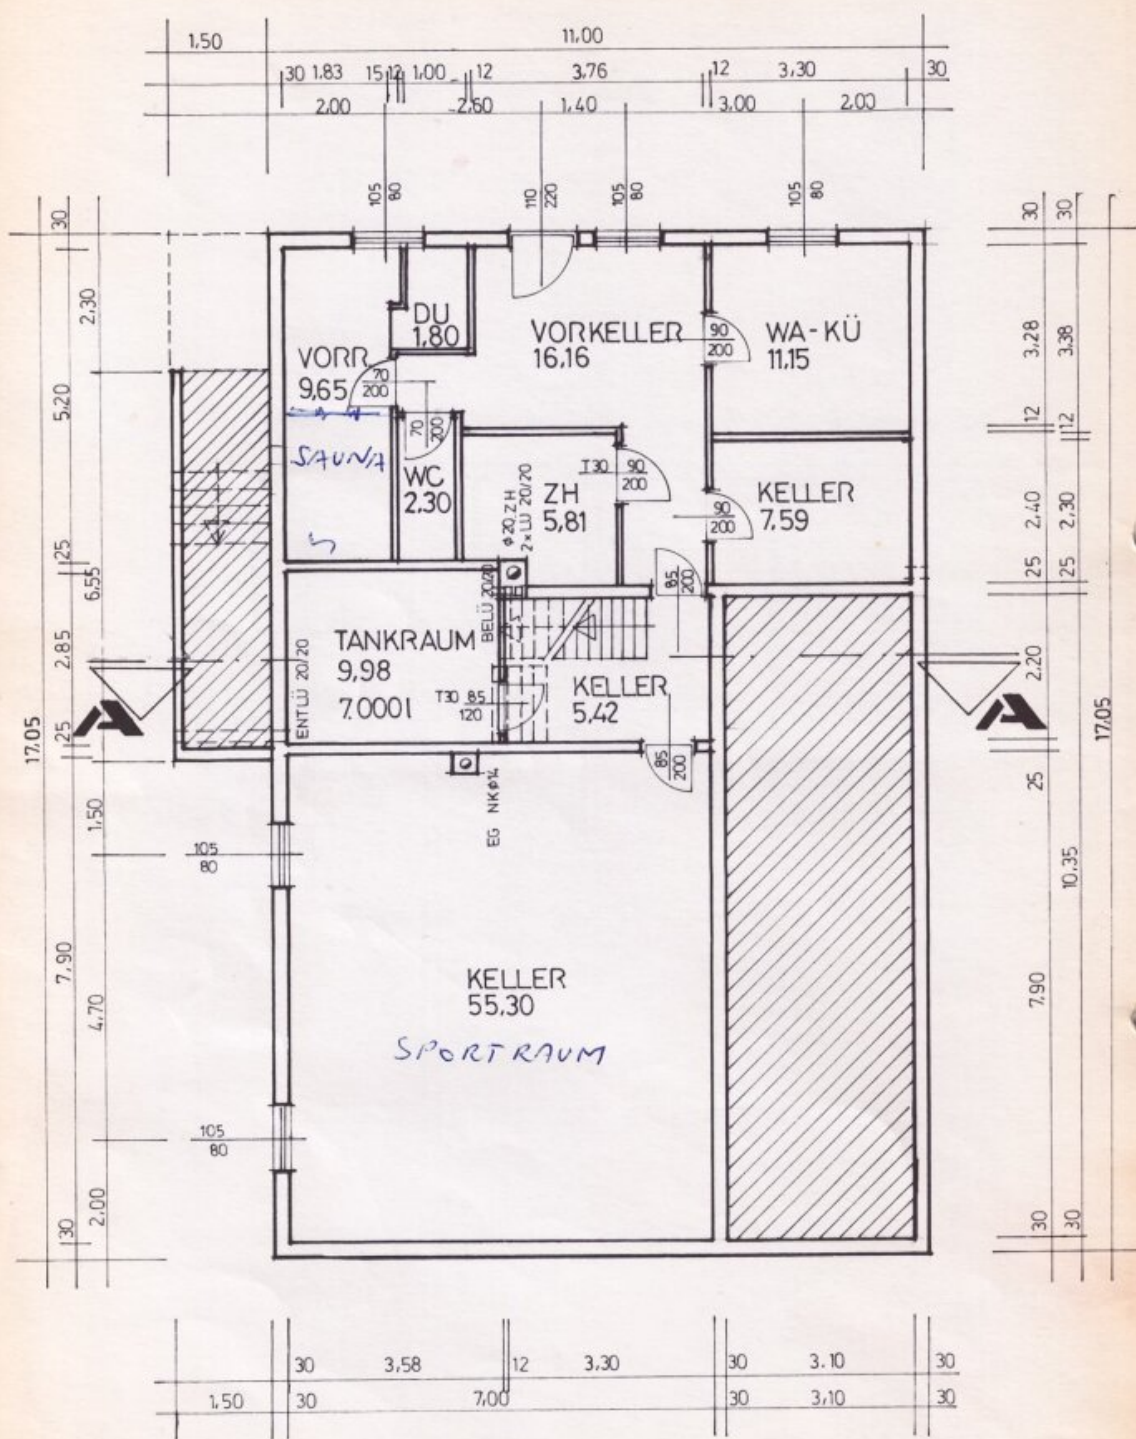 1,50 11,00
30 1.83 15 12 1,00 12 3,76 12 3,30 30
2,00 2,60 1,40 3,00 2,00
105 80 110 220 105 80 105 80
30 2,30 5,20 25 6,55 2,85 25 17,05 1,50 7,90 4,70 2,00 30
30 30 3,28 3,38 12 12 2,40 2,30 25 25 2,20 17,05 25 10,35 7,90 30 30
DU
1,80
VORKELLER
16,16
90
200
WA-KÜ
11,15
VORR.
9,65
70
200
70
200
SAUNA
WC
2,30
Φ20 ZH
2xLÜ 20/20
ZH
5,81
T30 90
200
KELLER
7,59
90
200
85
200
BELÜ 20/20
TANKRAUM
9,98
7.000l
ENTLÜ 20/20
T30 85
120
KELLER
5,42
A
A
85
200
EG NKΦ14
105
80
KELLER
55,30
SPORTRAUM
105
80
30 3,58 12 3,30 30 3,10 30
1,50 30 7,00 30 3,10 30